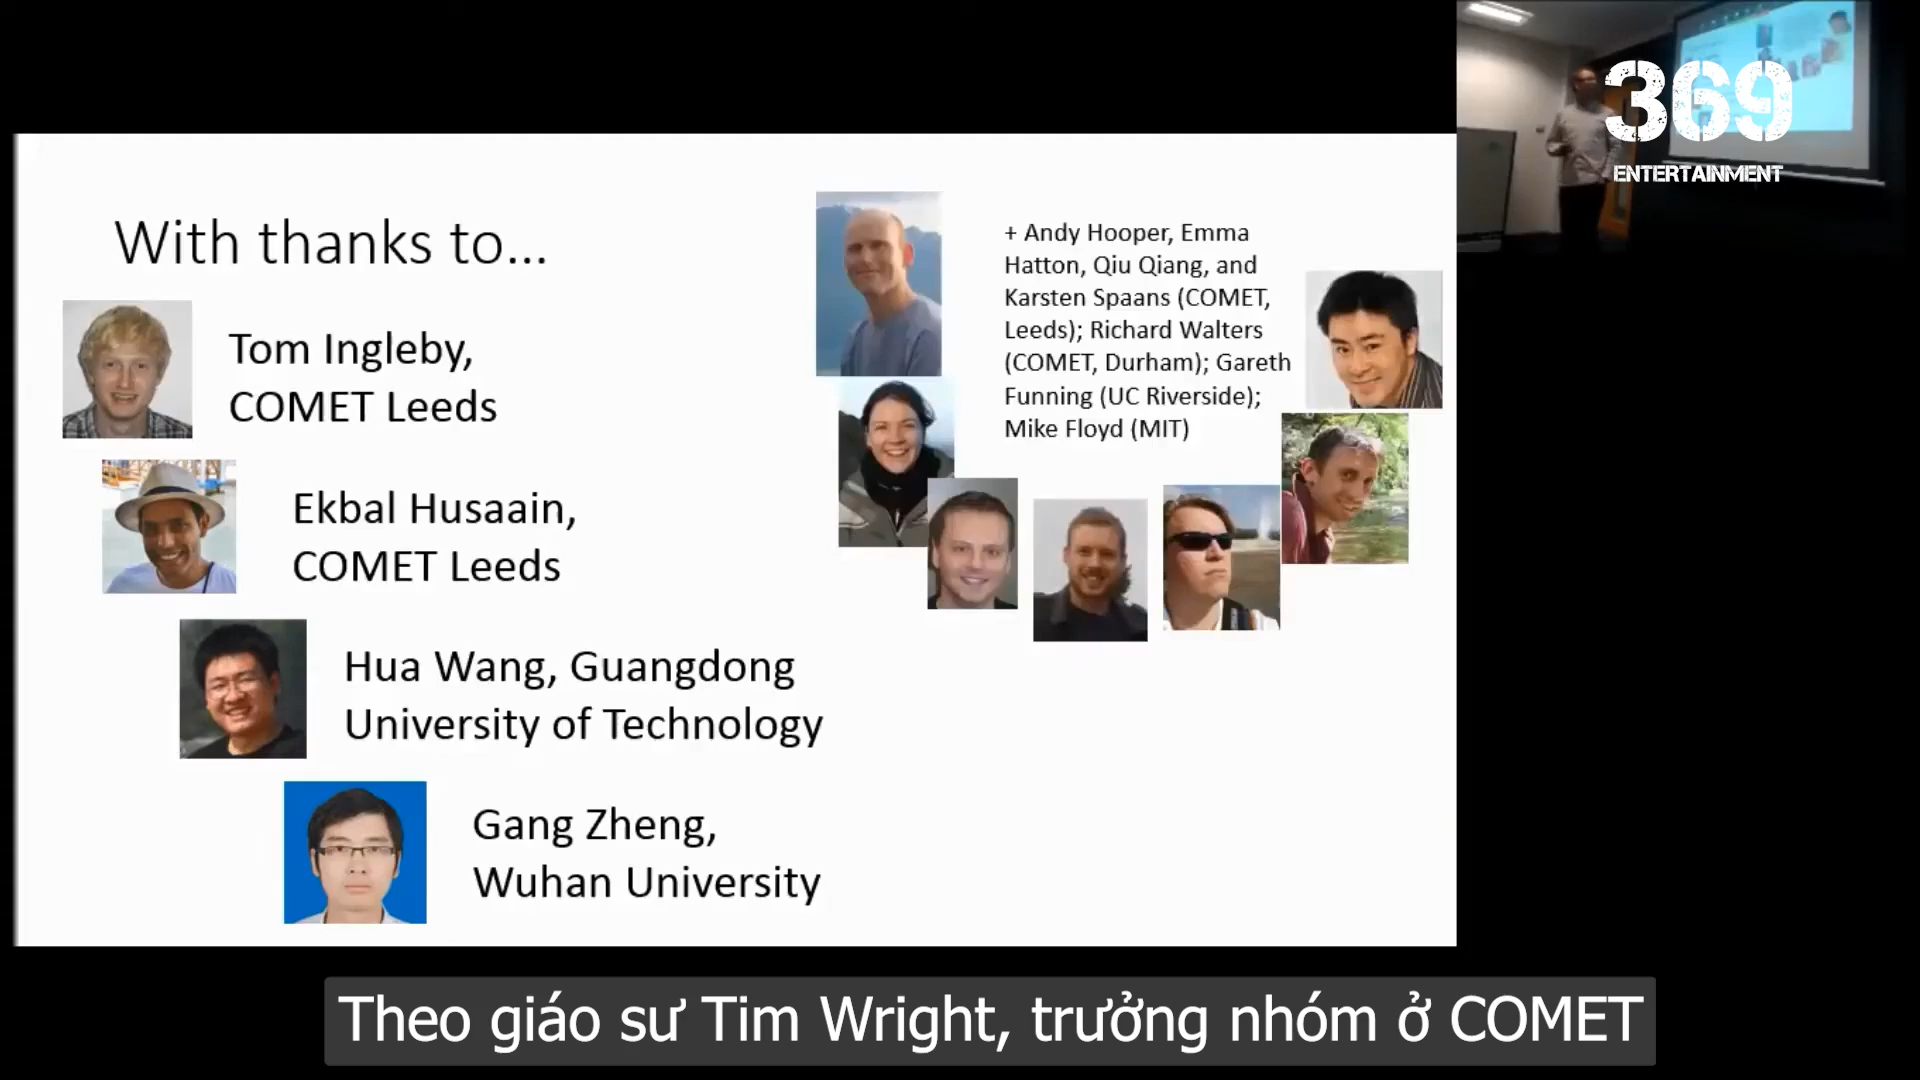 369
ENTERTAINMENT
With thanks to...
Tom Ingleby,
COMET Leeds
Ekbal Husaain,
COMET Leeds
Hua Wang, Guangdong
University of Technology
Gang Zheng,
Wuhan University
+ Andy Hooper, Emma
Hatton, Qiu Qiang, and
Karsten Spaans (COMET,
Leeds); Richard Walters
(COMET, Durham); Gareth
Funning (UC Riverside);
Mike Floyd (MIT)
Theo giáo sư Tim Wright, trưởng nhóm ở COMET